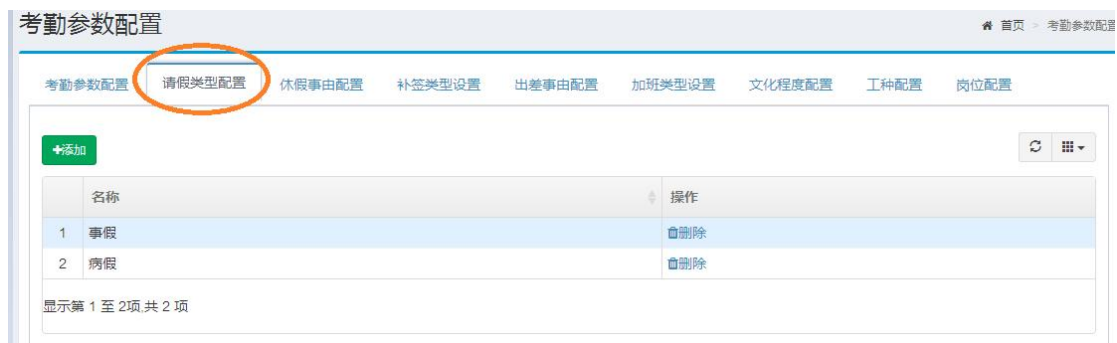 考勤参数配置
首页 > 考勤参数配置
考勤参数配置 请假类型配置 休假事由配置 补签类型设置 出差事由配置 加班类型设置 文化程度配置 工种配置 岗位配置
+添加
名称 操作
1 事假 删除
2 病假 删除
显示第 1 至 2项,共 2 项